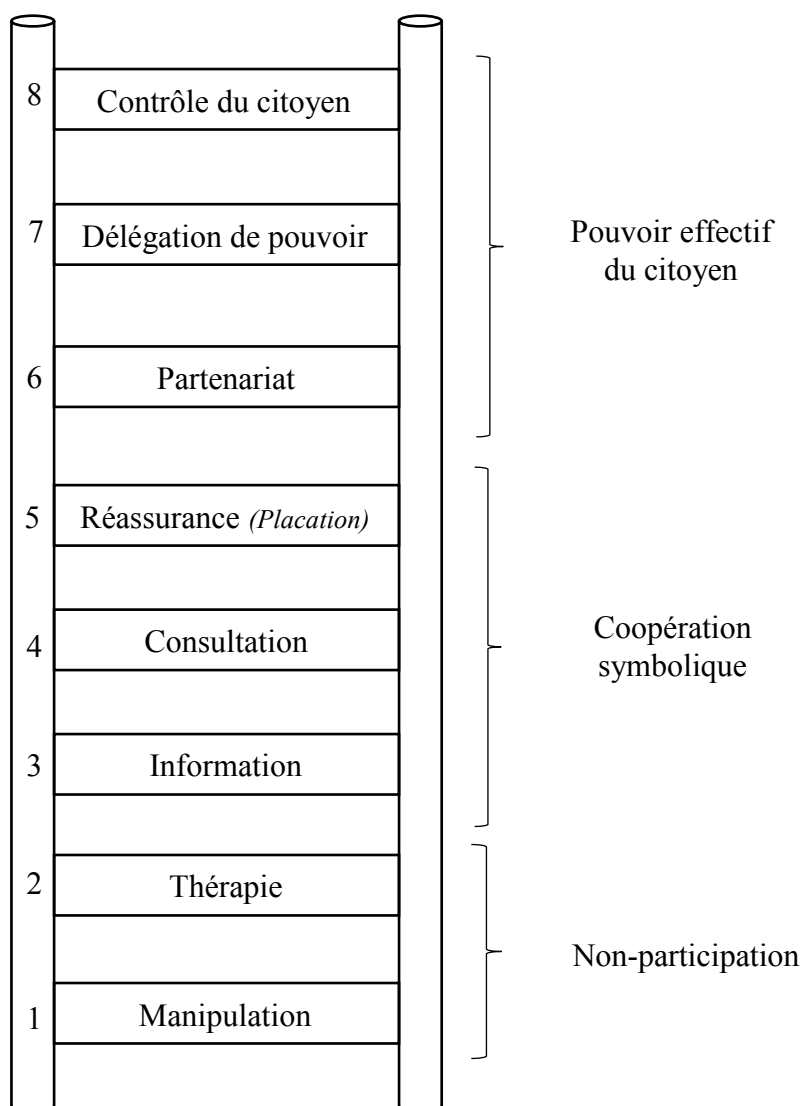 8 Contrôle du citoyen
7 Délégation de pouvoir
Pouvoir effectif
du citoyen
6 Partenariat
5 Réassurance (Placation)
4 Consultation
Coopération
symbolique
3 Information
2 Thérapie
Non-participation
1 Manipulation